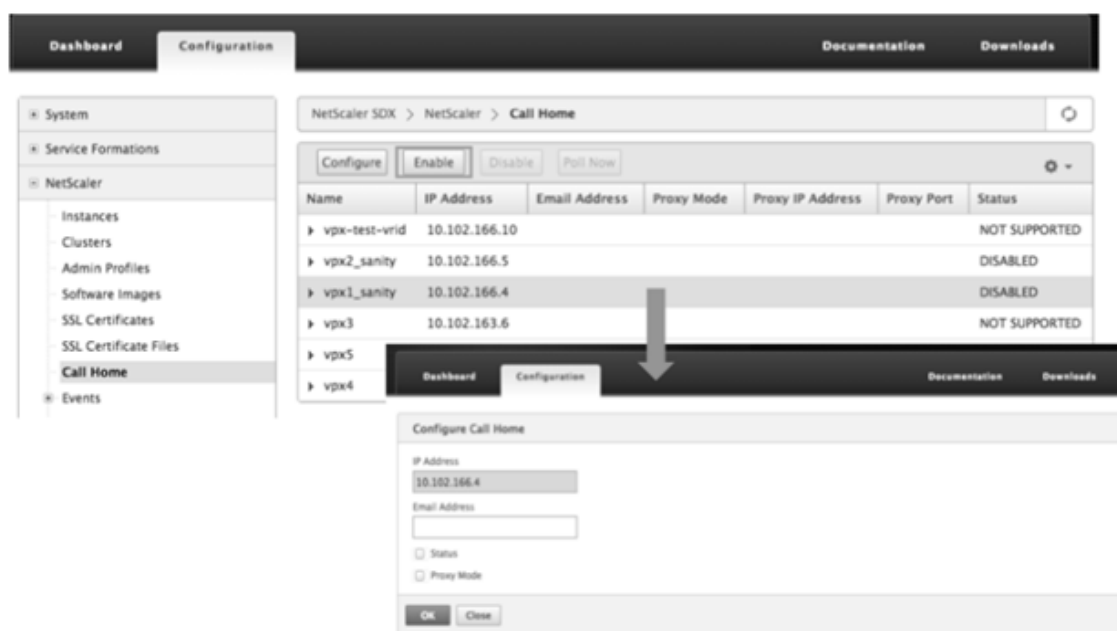 Dashboard Configuration Documentation Downloads
System
Service Formations
NetScaler
Instances
Clusters
Admin Profiles
Software Images
SSL Certificates
SSL Certificate Files
Call Home
Events
NetScaler SDX > NetScaler > Call Home
Configure Enable Disable Poll Now
Name IP Address Email Address Proxy Mode Proxy IP Address Proxy Port Status
vpx-test-vrid 10.102.166.10 NOT SUPPORTED
vpx2_sanity 10.102.166.5 DISABLED
vpx1_sanity 10.102.166.4 DISABLED
vpx3 10.102.163.6 NOT SUPPORTED
vpx5
vpx4
Dashboard Configuration Documentation Downloads
Configure Call Home
IP Address
10.102.166.4
Email Address
Status
Proxy Mode
OK Close